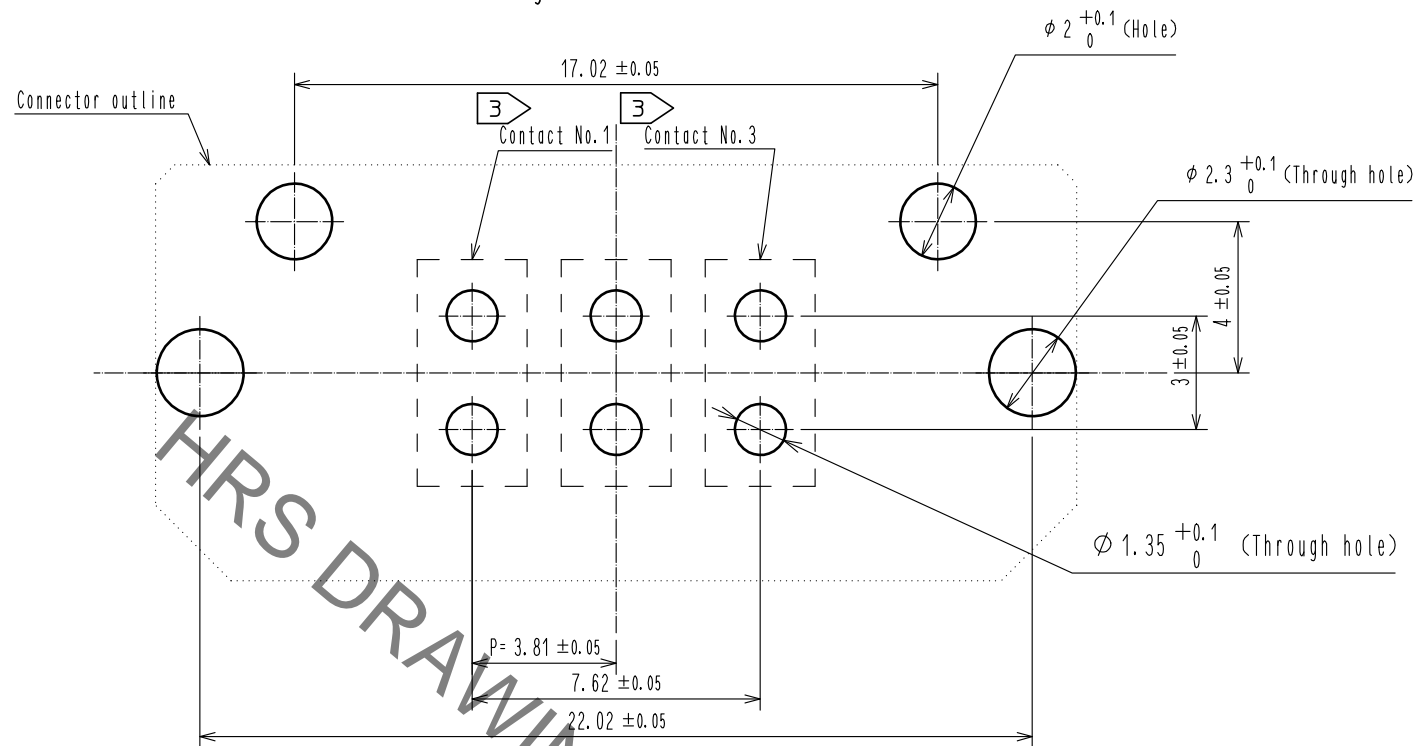 φ 2 +0.1 0 (Hole)
17.02 ±0.05
Connector outline
3
3
Contact No.1
Contact No.3
φ 2.3 +0.1 0 (Through hole)
4 ±0.05
3 ±0.05
φ 1.35 +0.1 0 (Through hole)
P= 3.81 ±0.05
7.62 ±0.05
22.02 ±0.05
HRS